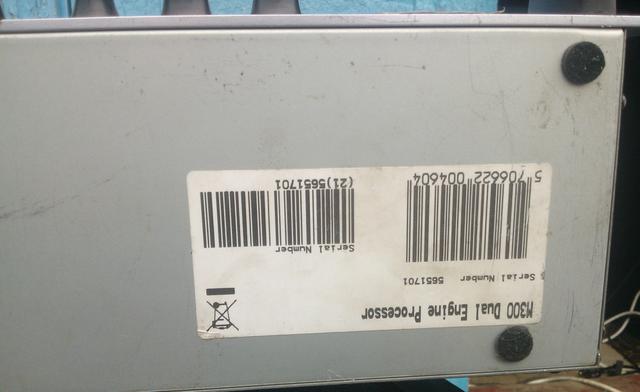 M300 Dual Engine Processor
Serial Number 5651701
5 706622 004604
Serial Number
(21)5651701